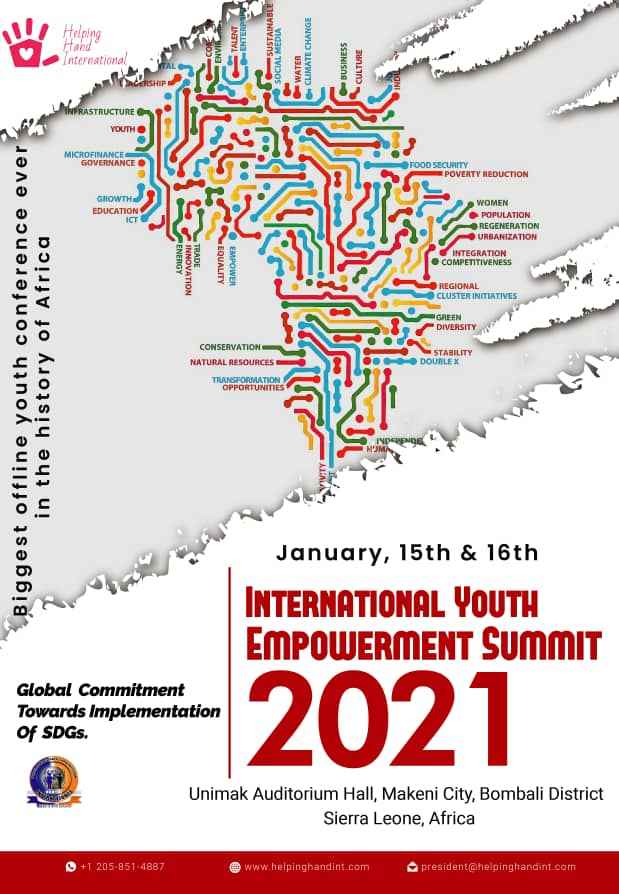 Helping
Hand
International
TALENT
SOCIAL MEDIA
SUSTAINABLE
WATER
CLIMATE CHANGE
BUSINESS
CULTURE
INFRASTRUCTURE
YOUTH
MICROFINANCE
GOVERNANCE
GROWTH
EDUCATION
ICT
ENERGY
INNOVATION
TRADE
EQUALITY
EMPOWER
FOOD SECURITY
POVERTY REDUCTION
WOMEN
POPULATION
REGENERATION
URBANIZATION
INTEGRATION
COMPETITIVENESS
REGIONAL
CLUSTER INITIATIVES
GREEN
DIVERSITY
STABILITY
DOUBLE X
CONSERVATION
NATURAL RESOURCES
TRANSFORMATION
OPPORTUNITIES
Biggest offline youth conference ever
in the history of Africa
January, 15th & 16th
International Youth
Empowerment Summit
2021
Global Commitment
Towards Implementation
Of SDGs.
Unimak Auditorium Hall, Makeni City, Bombali District
Sierra Leone, Africa
+1 205-851-4887
www.helpinghandint.com
president@helpinghandint.com